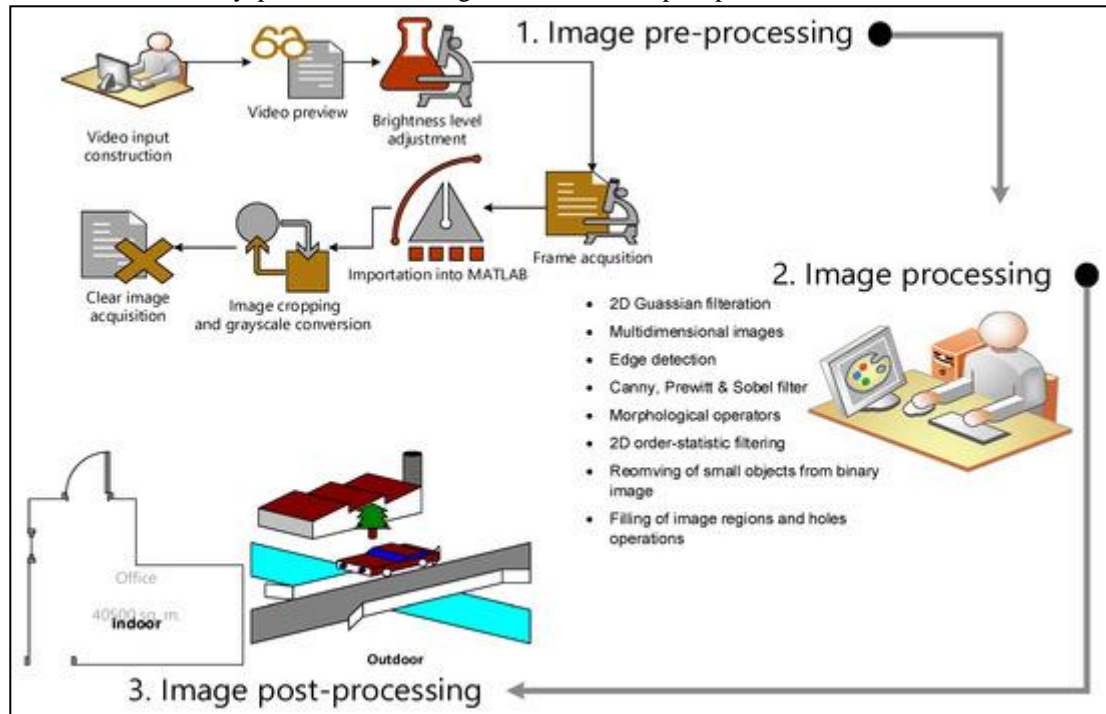 1. Image pre-processing
Video input
construction
Video preview
Brightness level
adjustment
Frame acqusition
Importation into MATLAB
Image cropping
and grayscale conversion
Clear image
acquisition
2. Image processing
• 2D Guassian filteration
• Multidimensional images
• Edge detection
• Canny, Prewitt & Sobel filter
• Morphological operators
• 2D order-statistic filtering
• Reomving of small objects from binary
image
• Filling of image regions and holes
operations
Office
40500 sq. m.
Indoor
Outdoor
3. Image post-processing